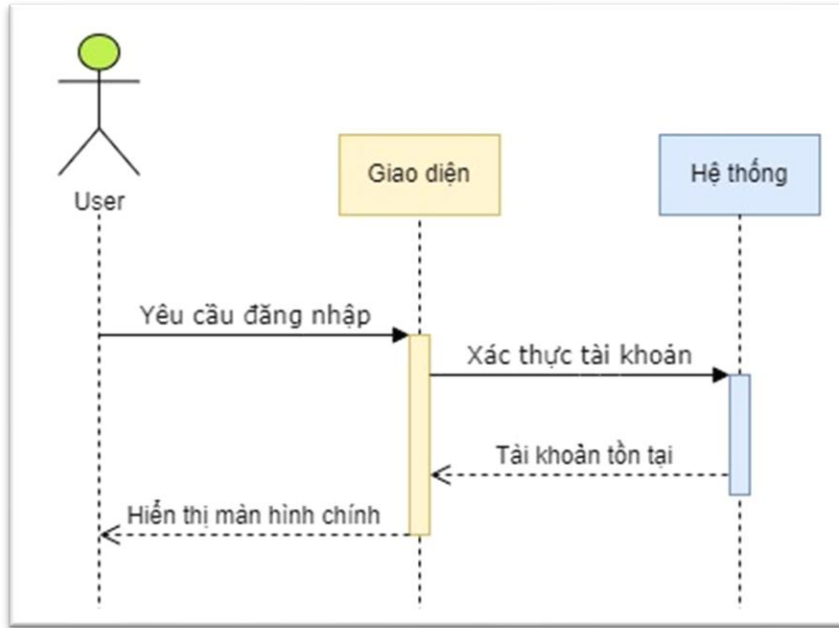 User
Giao diện
Hệ thống
Yêu cầu đăng nhập
Xác thực tài khoản
Tài khoản tồn tại
Hiển thị màn hình chính